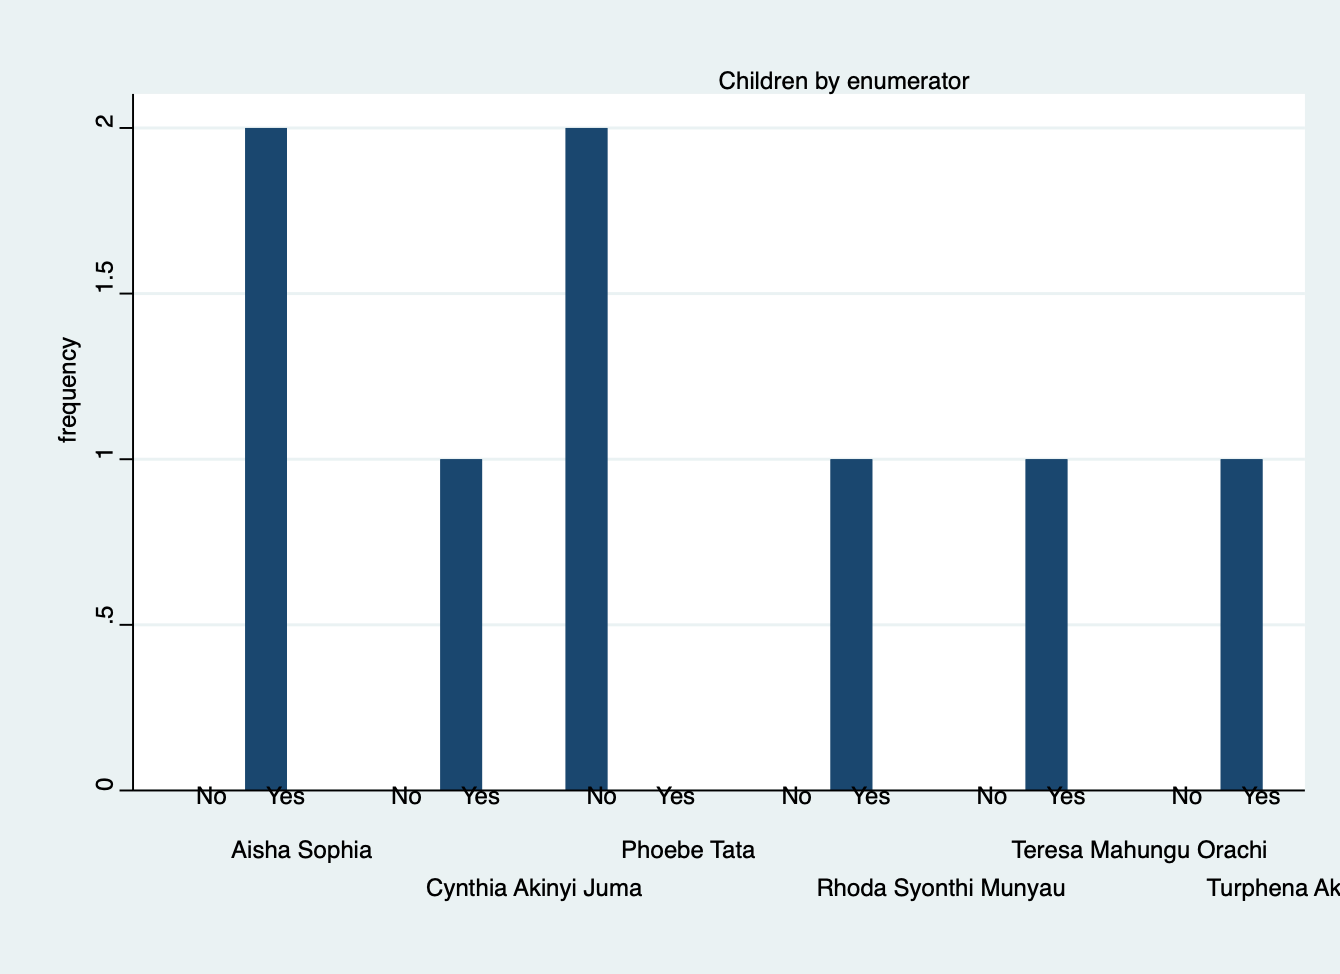 Children by enumerator
frequency
2
1.5
1
.5
0
No Yes No Yes No Yes No Yes No Yes No Yes
Aisha Sophia Phoebe Tata Teresa Mahungu Orachi
Cynthia Akinyi Juma Rhoda Syonthi Munyau Turphena